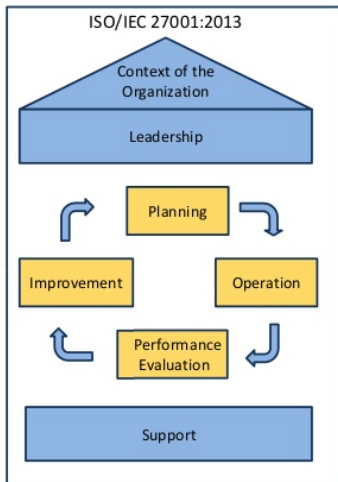 ISO/IEC 27001:2013
Context of the
Organization
Leadership
Planning
Improvement
Operation
Performance
Evaluation
Support